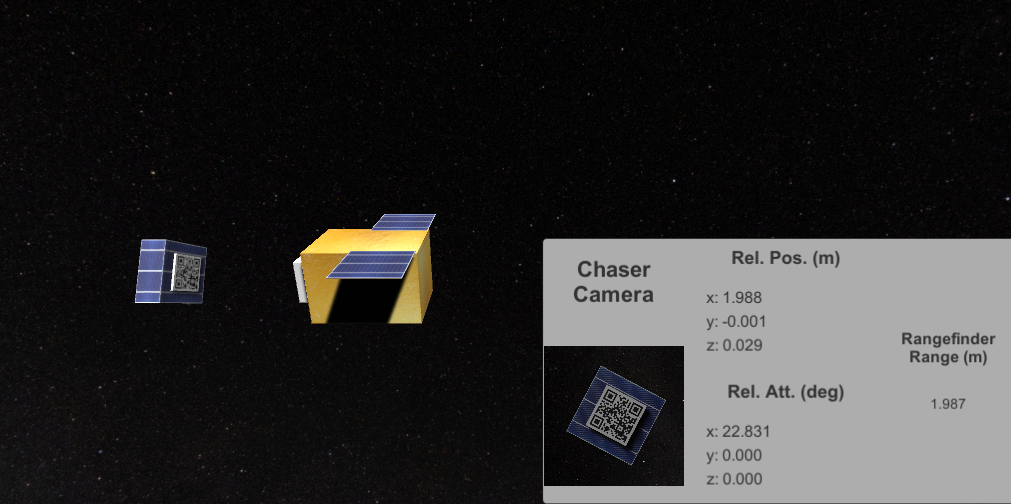 Chaser
Camera
Rel. Pos. (m)
x: 1.988
y: -0.001
z: 0.029
Rangefinder
Range (m)
1.987
Rel. Att. (deg)
x: 22.831
y: 0.000
z: 0.000